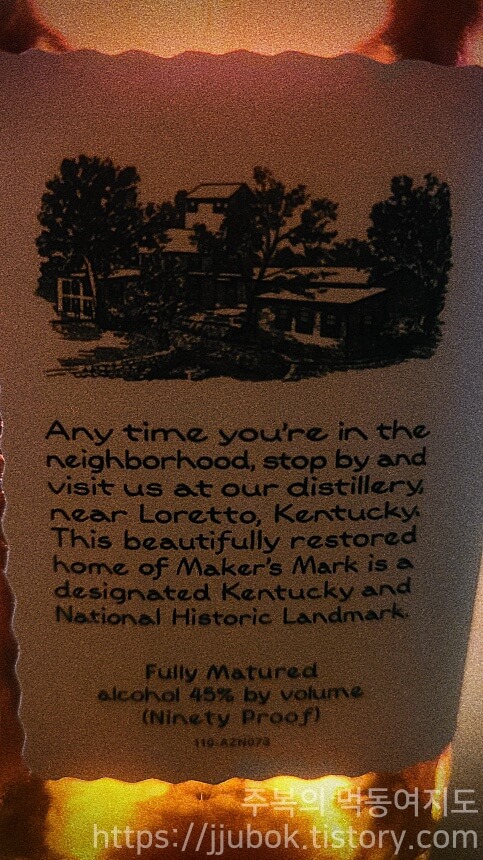 Any time you're in the
neighborhood, stop by and
visit us at our distillery,
near Loretto, Kentucky.
This beautifully restored
home of Maker's Mark is a
designated Kentucky and
National Historic Landmark.
Fully Matured
alcohol 45% by volume
(Ninety Proof)
110-AZN073
주복의 먹동여지도
https://jjubok.tistory.com